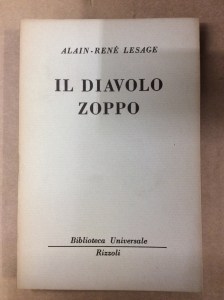 ALAIN-RENÉ LESAGE
IL DIAVOLO
ZOPPO
Biblioteca Universale
Rizzoli